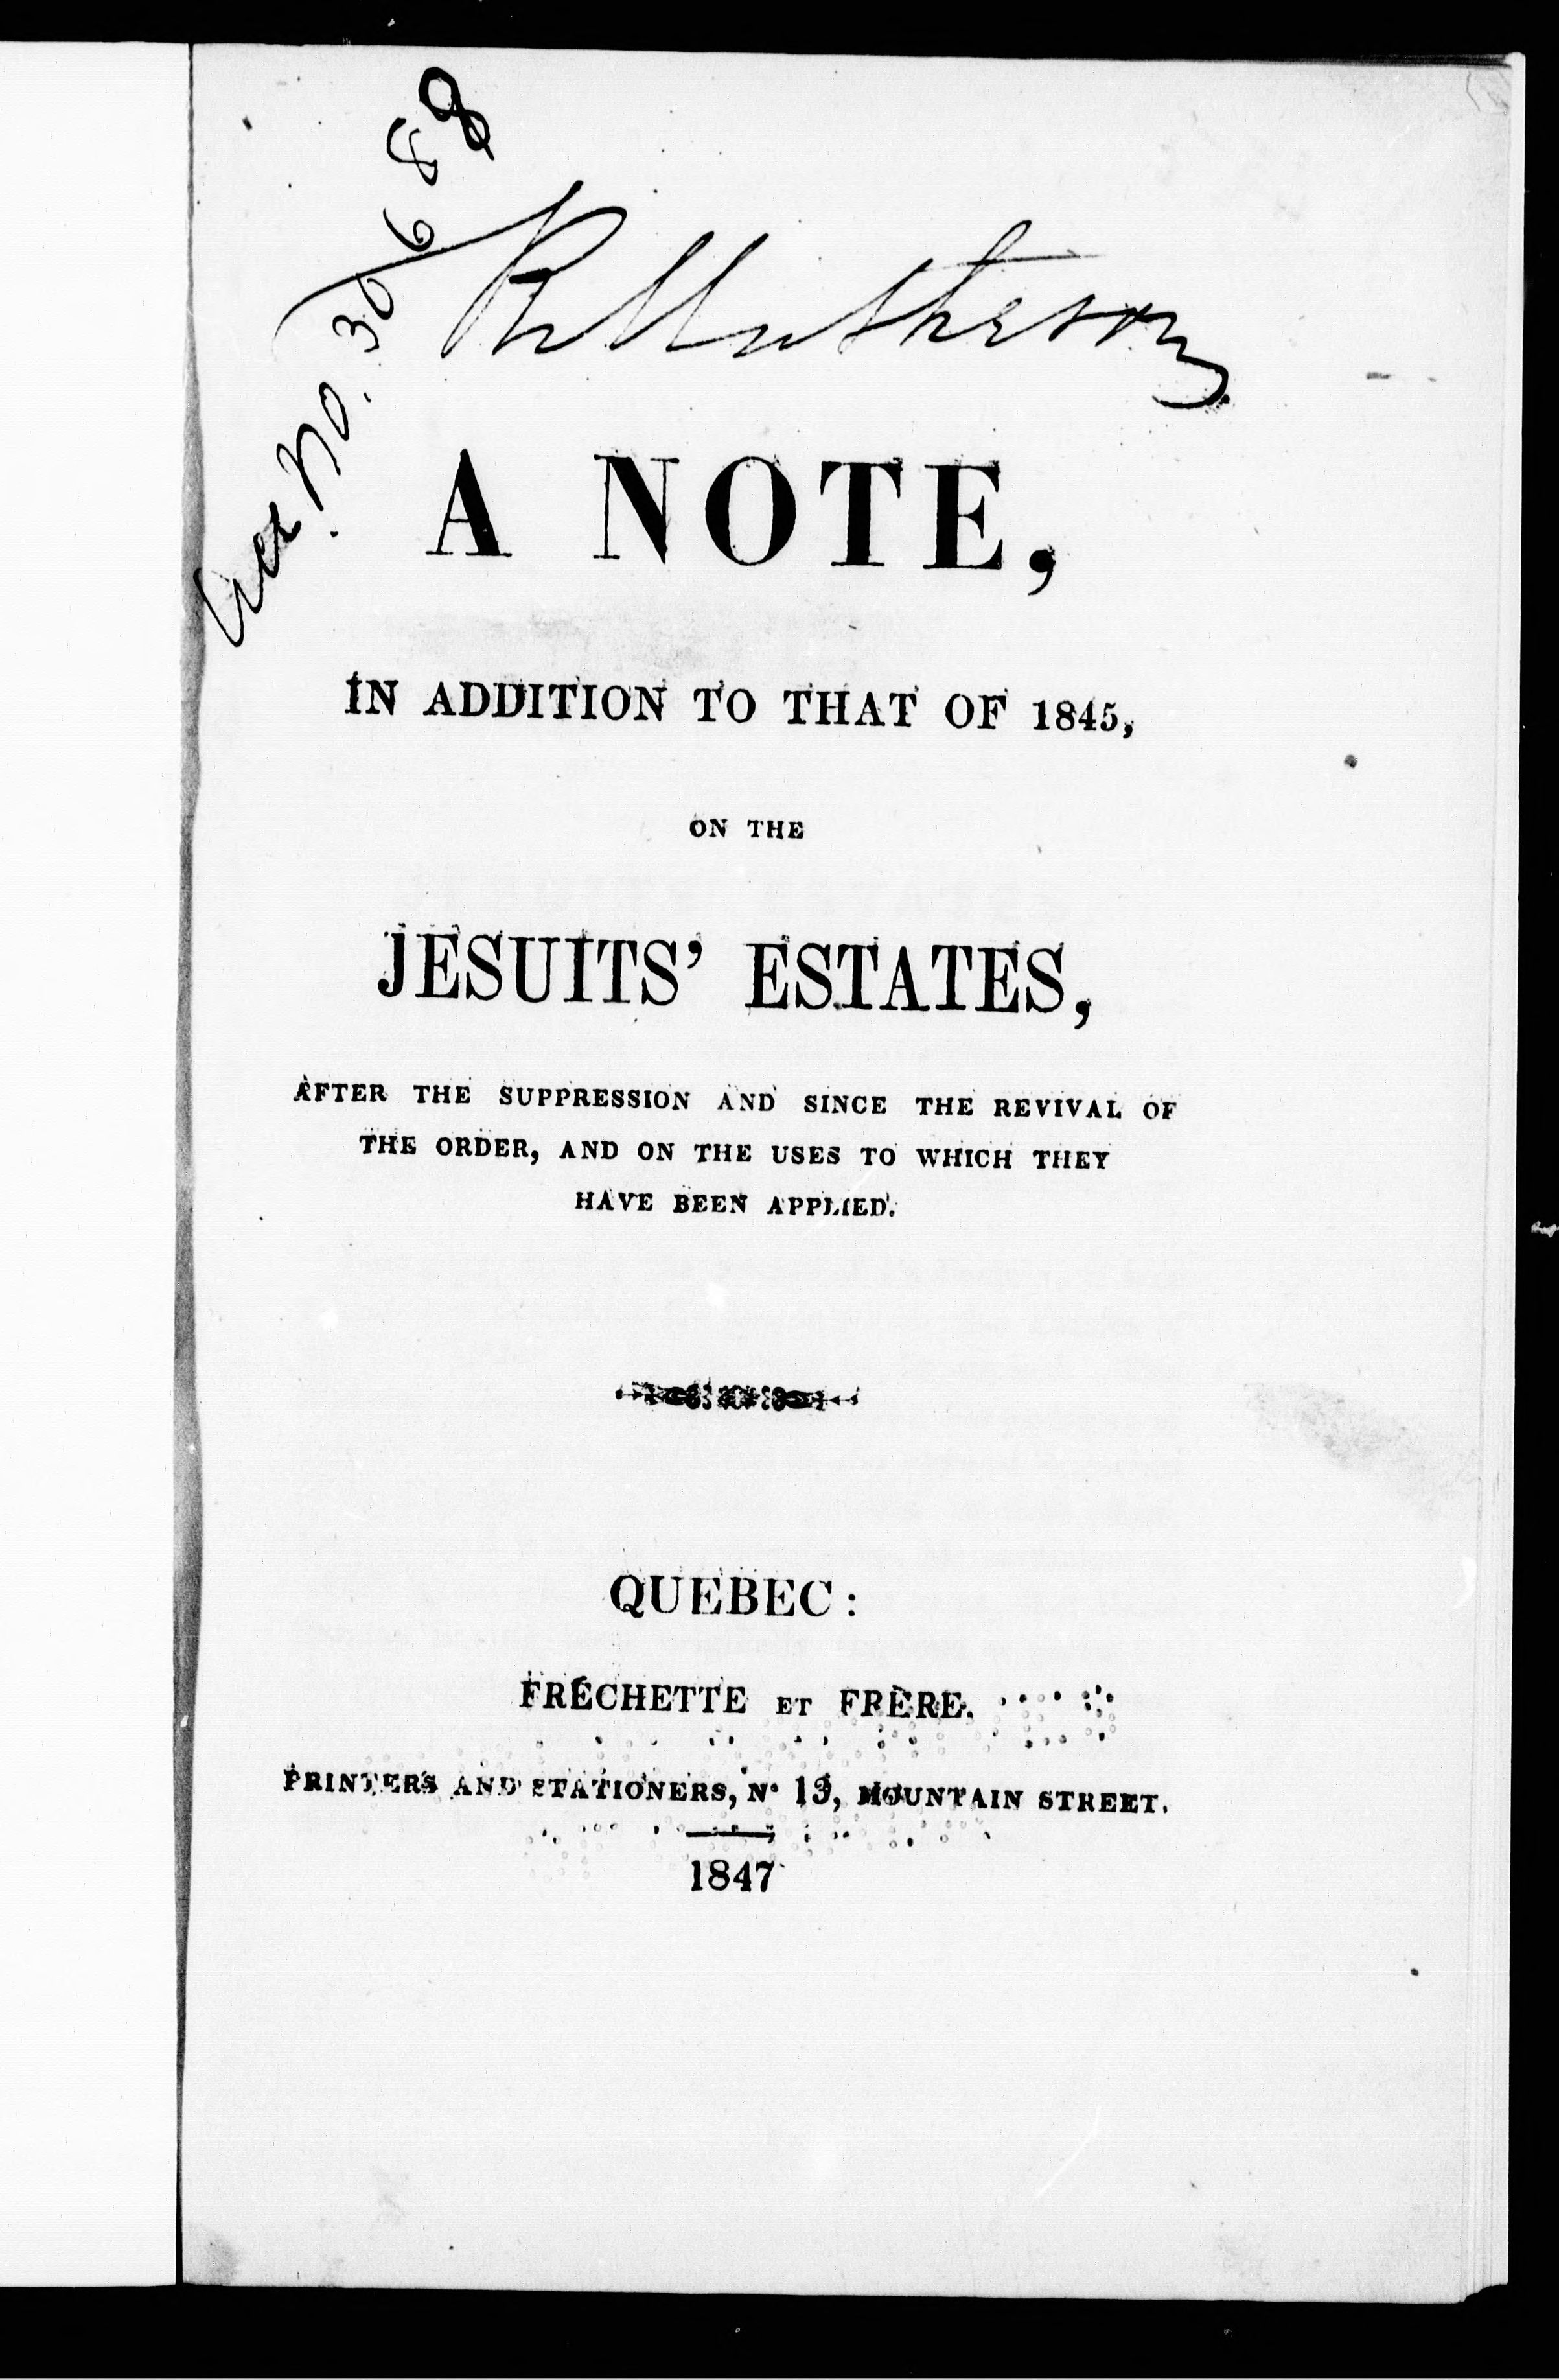 Acc No. 30688
A NOTE,
IN ADDITION TO THAT OF 1845,
ON THE
JESUITS' ESTATES,
AFTER THE SUPPRESSION AND SINCE THE REVIVAL OF
THE ORDER, AND ON THE USES TO WHICH THEY
HAVE BEEN APPLIED.
QUEBEC:
FRÉCHETTE ET FRÈRE.
PRINTERS AND STATIONERS, N° 13, MOUNTAIN STREET.
1847